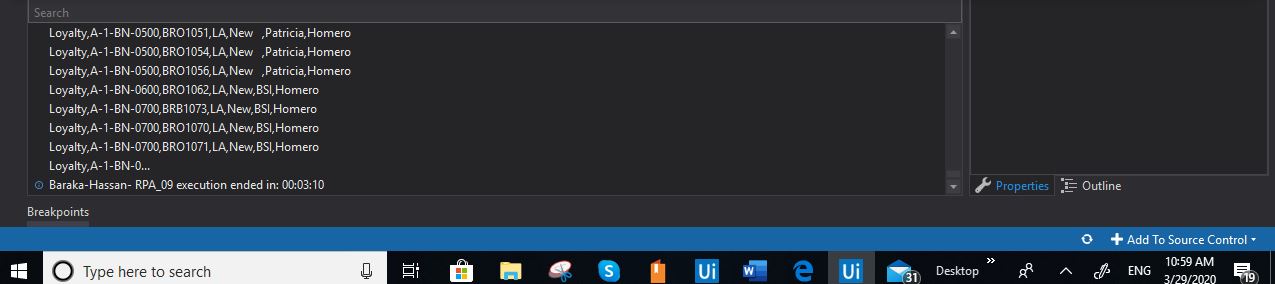 Search
Loyalty,A-1-BN-0500,BRO1051,LA,New   ,Patricia,Homero
Loyalty,A-1-BN-0500,BRO1054,LA,New   ,Patricia,Homero
Loyalty,A-1-BN-0500,BRO1056,LA,New   ,Patricia,Homero
Loyalty,A-1-BN-0600,BRO1062,LA,New,BSI,Homero
Loyalty,A-1-BN-0700,BRB1073,LA,New,BSI,Homero
Loyalty,A-1-BN-0700,BRO1070,LA,New,BSI,Homero
Loyalty,A-1-BN-0700,BRO1071,LA,New,BSI,Homero
Loyalty,A-1-BN-0...
Baraka-Hassan- RPA_09 execution ended in: 00:03:10
Properties
Outline
Breakpoints
Add To Source Control
Type here to search
S
Ui
W
Ui
31
Desktop
»
ENG
10:59 AM
3/29/2020
19